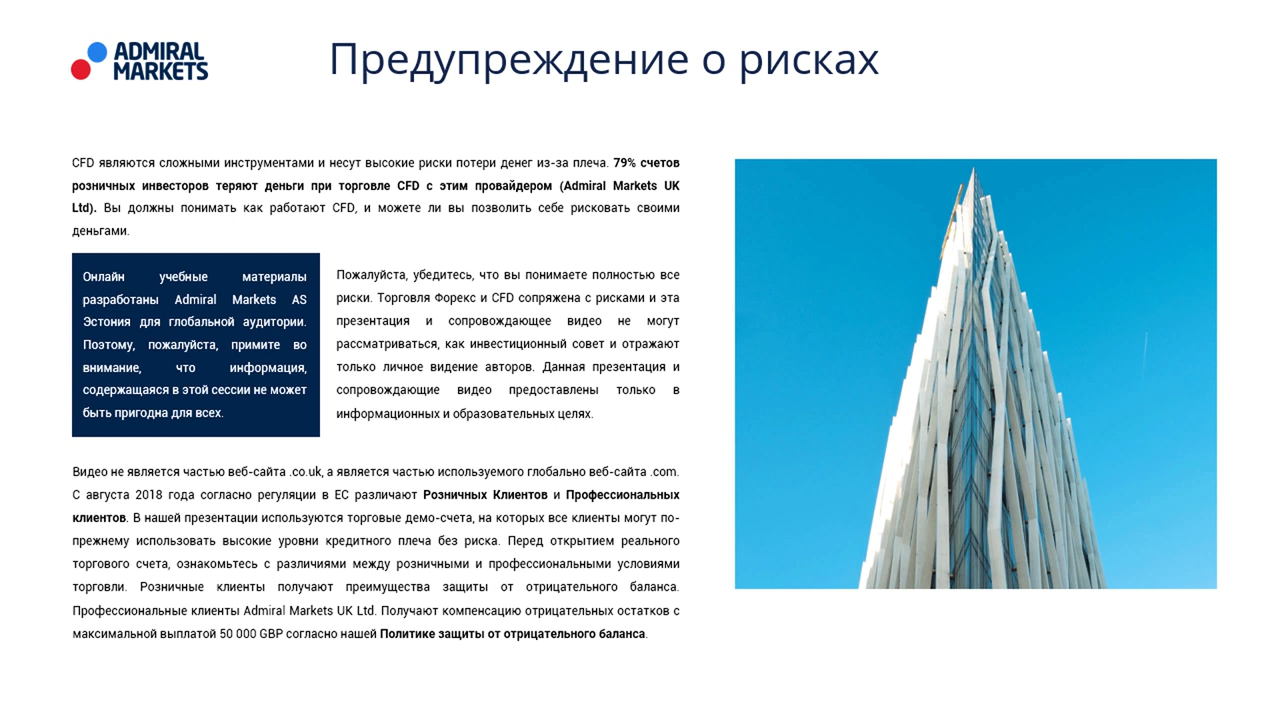 ADMIRAL
MARKETS
Предупреждение о рисках
CFD являются сложными инструментами и несут высокие риски потери денег из-за плеча. 79% счетов
розничных инвесторов теряют деньги при торговле CFD с этим провайдером (Admiral Markets UK
Ltd). Вы должны понимать как работают CFD, и можете ли вы позволить себе рисковать своими
деньгами.
Онлайн учебные материалы
разработаны Admiral Markets AS
Эстония для глобальной аудитории.
Поэтому, пожалуйста, примите во
внимание, что информация,
содержащаяся в этой сессии не может
быть пригодна для всех.
Пожалуйста, убедитесь, что вы понимаете полностью все
риски. Торговля Форекс и CFD сопряжена с рисками и эта
презентация и сопровождающее видео не могут
рассматриваться, как инвестиционный совет и отражают
только личное видение авторов. Данная презентация и
сопровождающие видео предоставлены только в
информационных и образовательных целях.
Видео не является частью веб-сайта .co.uk, а является частью используемого глобально веб-сайта .com.
С августа 2018 года согласно регуляции в ЕС различают Розничных Клиентов и Профессиональных
клиентов. В нашей презентации используются торговые демо-счета, на которых все клиенты могут по-
прежнему использовать высокие уровни кредитного плеча без риска. Перед открытием реального
торгового счета, ознакомьтесь с различиями между розничными и профессиональными условиями
торговли. Розничные клиенты получают преимущества защиты от отрицательного баланса.
Профессиональные клиенты Admiral Markets UK Ltd. Получают компенсацию отрицательных остатков с
максимальной выплатой 50 000 GBP согласно нашей Политике защиты от отрицательного баланса.